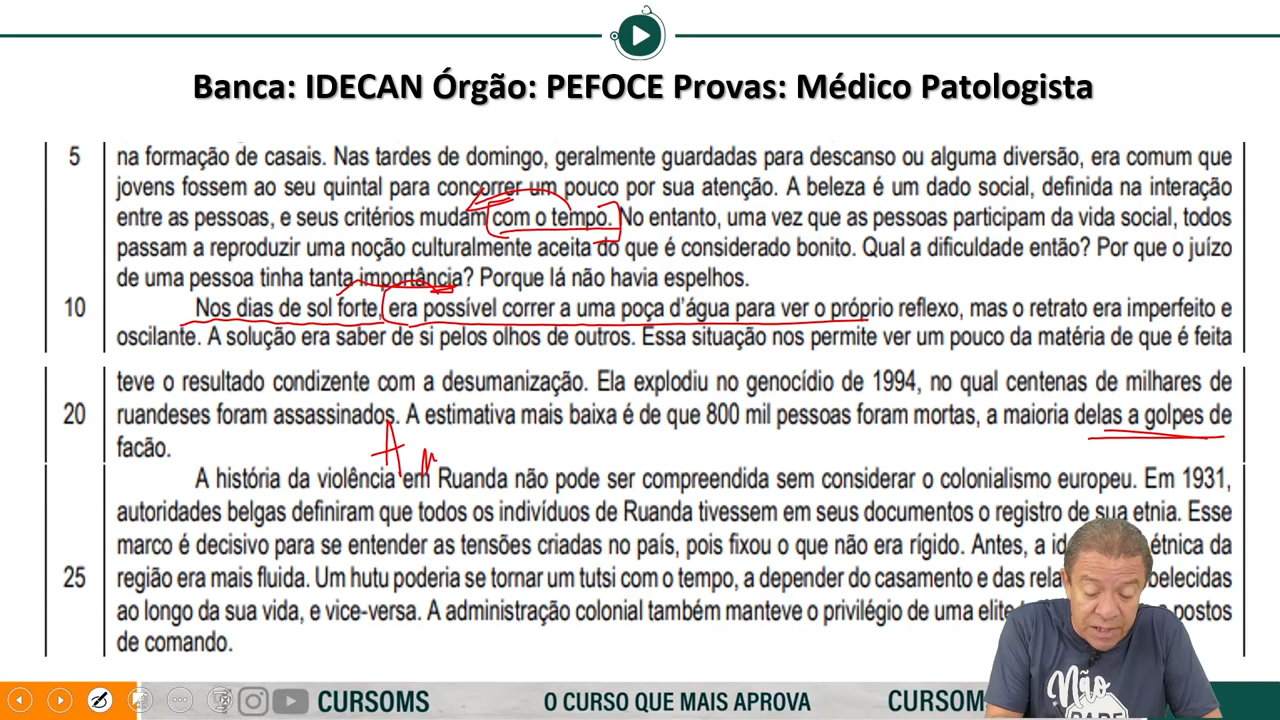 Banca: IDECAN Órgão: PEFOCE Provas: Médico Patologista
5 na formação de casais. Nas tardes de domingo, geralmente guardadas para descanso ou alguma diversão, era comum que
jovens fossem ao seu quintal para concorrer um pouco por sua atenção. A beleza é um dado social, definida na interação
entre as pessoas, e seus critérios mudam com o tempo. No entanto, uma vez que as pessoas participam da vida social, todos
passam a reproduzir uma noção culturalmente aceita do que é considerado bonito. Qual a dificuldade então? Por que o juízo
de uma pessoa tinha tanta importância? Porque lá não havia espelhos.
10 Nos dias de sol forte, era possível correr a uma poça d'água para ver o próprio reflexo, mas o retrato era imperfeito e
oscilante. A solução era saber de si pelos olhos de outros. Essa situação nos permite ver um pouco da matéria de que é feita
teve o resultado condizente com a desumanização. Ela explodiu no genocídio de 1994, no qual centenas de milhares de
20 ruandeses foram assassinados. A estimativa mais baixa é de que 800 mil pessoas foram mortas, a maioria delas a golpes de
facão.
A
A história da violência em Ruanda não pode ser compreendida sem considerar o colonialismo europeu. Em 1931,
autoridades belgas definiram que todos os indivíduos de Ruanda tivessem em seus documentos o registro de sua etnia. Esse
marco é decisivo para se entender as tensões criadas no país, pois fixou o que não era rígido. Antes, a étnica da
25 região era mais fluida. Um hutu poderia se tornar um tutsi com o tempo, a depender do casamento e das
ao longo da sua vida, e vice-versa. A administração colonial também manteve o privilégio de uma elite postos
de comando.
Não
CURSOMS O CURSO QUE MAIS APROVA CURSOM